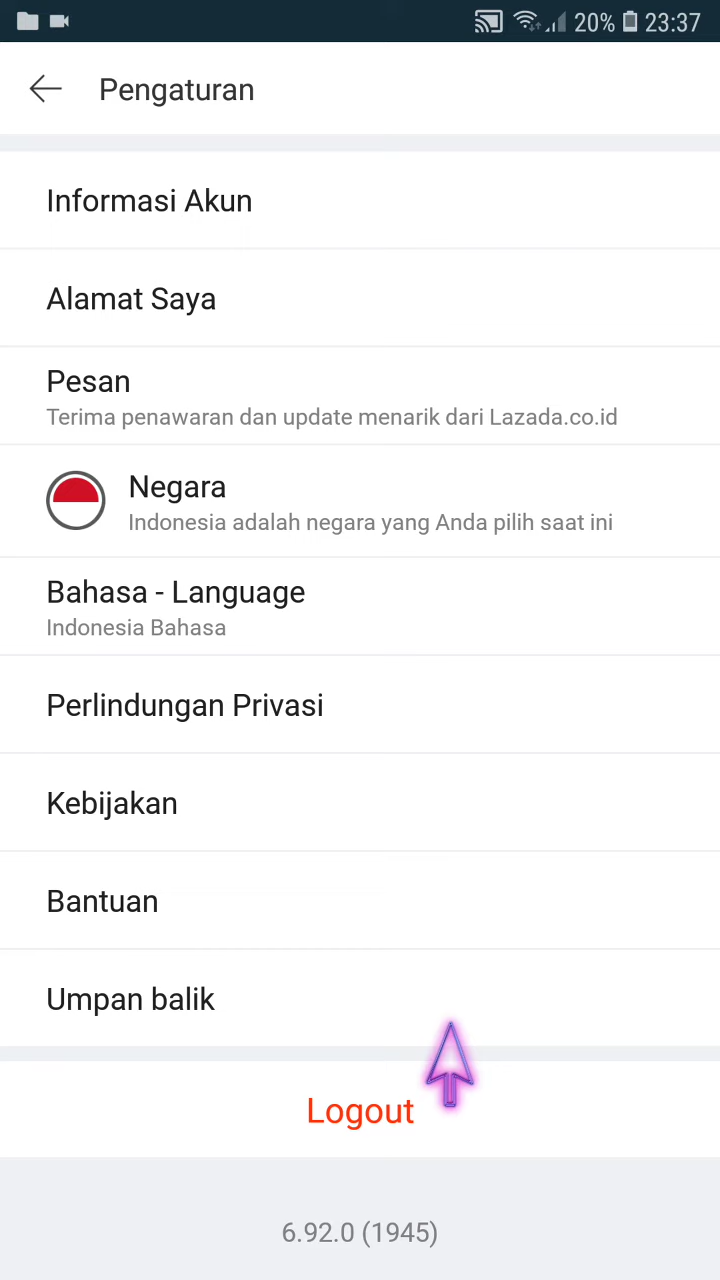 20% 23:37
Pengaturan
Informasi Akun
Alamat Saya
Pesan
Terima penawaran dan update menarik dari Lazada.co.id
Negara
Indonesia adalah negara yang Anda pilih saat ini
Bahasa - Language
Indonesia Bahasa
Perlindungan Privasi
Kebijakan
Bantuan
Umpan balik
Logout
6.92.0 (1945)